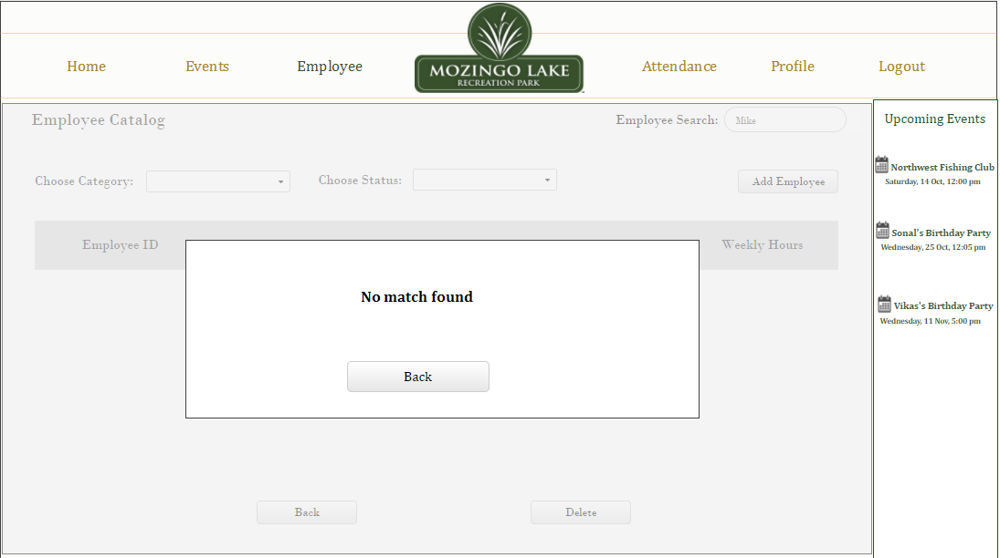 Home Events Employee Attendance Profile Logout
MOZINGO LAKE
RECREATION PARK
Employee Catalog
Employee Search: Mike
Choose Category: Choose Status: Add Employee
Employee ID Weekly Hours
No match found
Back
Back Delete
Upcoming Events
Northwest Fishing Club
Saturday, 14 Oct, 12:00 pm
Sonal's Birthday Party
Wednesday, 25 Oct, 12:05 pm
Vikas's Birthday Party
Wednesday, 11 Nov, 5:00 pm